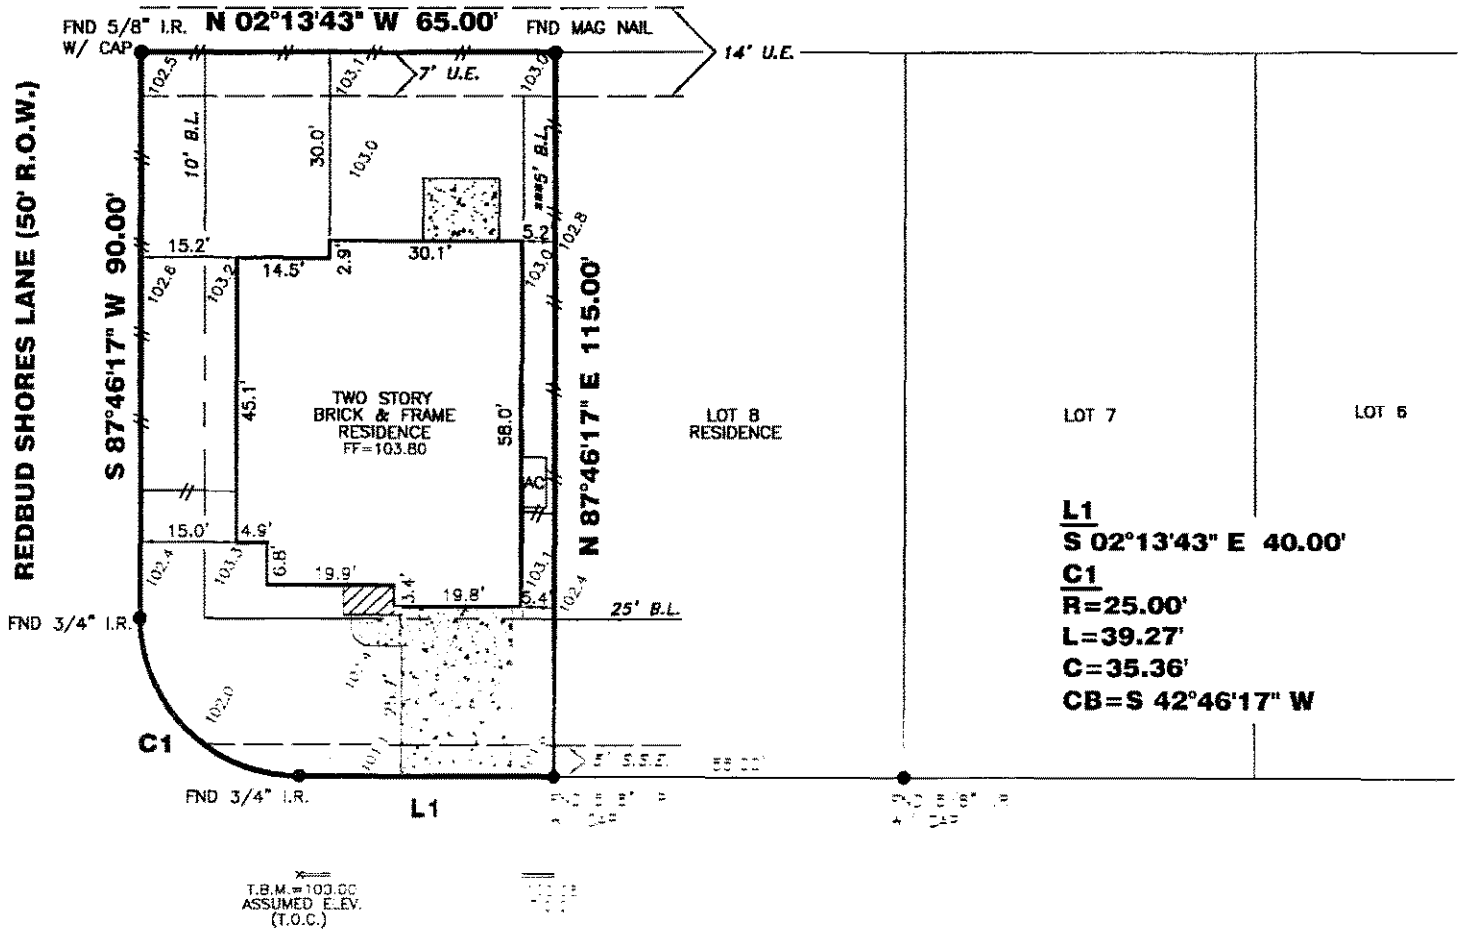 FND 5/8" I.R.
W/ CAP
N 02°13'43" W 65.00'
FND MAG NAIL
14' U.E.
7' U.E.
102.5
103.1
103.0
REDBUD SHORES LANE (50' R.O.W.)
S 87°46'17" W 90.00'
10' B.L.
30.0'
103.0
***5' B.L.
15.2'
14.5'
2.9'
30.1'
5.2'
102.8
102.8
103.2
103.0
45.1'
TWO STORY
BRICK & FRAME
RESIDENCE
FF=103.80
58.0'
AC
N 87°46'17" E 115.00'
LOT 8
RESIDENCE
LOT 7
LOT 6
15.0'
4.9'
6.8'
19.9'
3.4'
19.8'
5.4'
102.4
103.3
103.1
102.4
25' B.L.
FND 3/4" I.R.
102.0
C1
5' S.S.E.
FND 3/4" I.R.
L1
L1
S 02°13'43" E 40.00'
C1
R=25.00'
L=39.27'
C=35.36'
CB=S 42°46'17" W
T.B.M.=100.00
ASSUMED ELEV.
(T.O.C.)